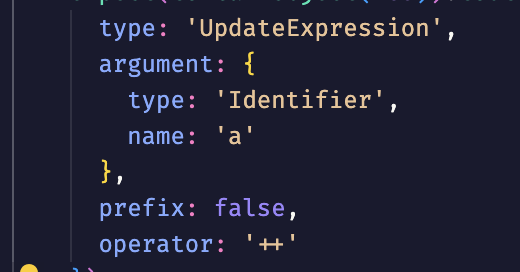 type: 'UpdateExpression',
argument: {
type: 'Identifier',
name: 'a'
},
prefix: false,
operator: '++'